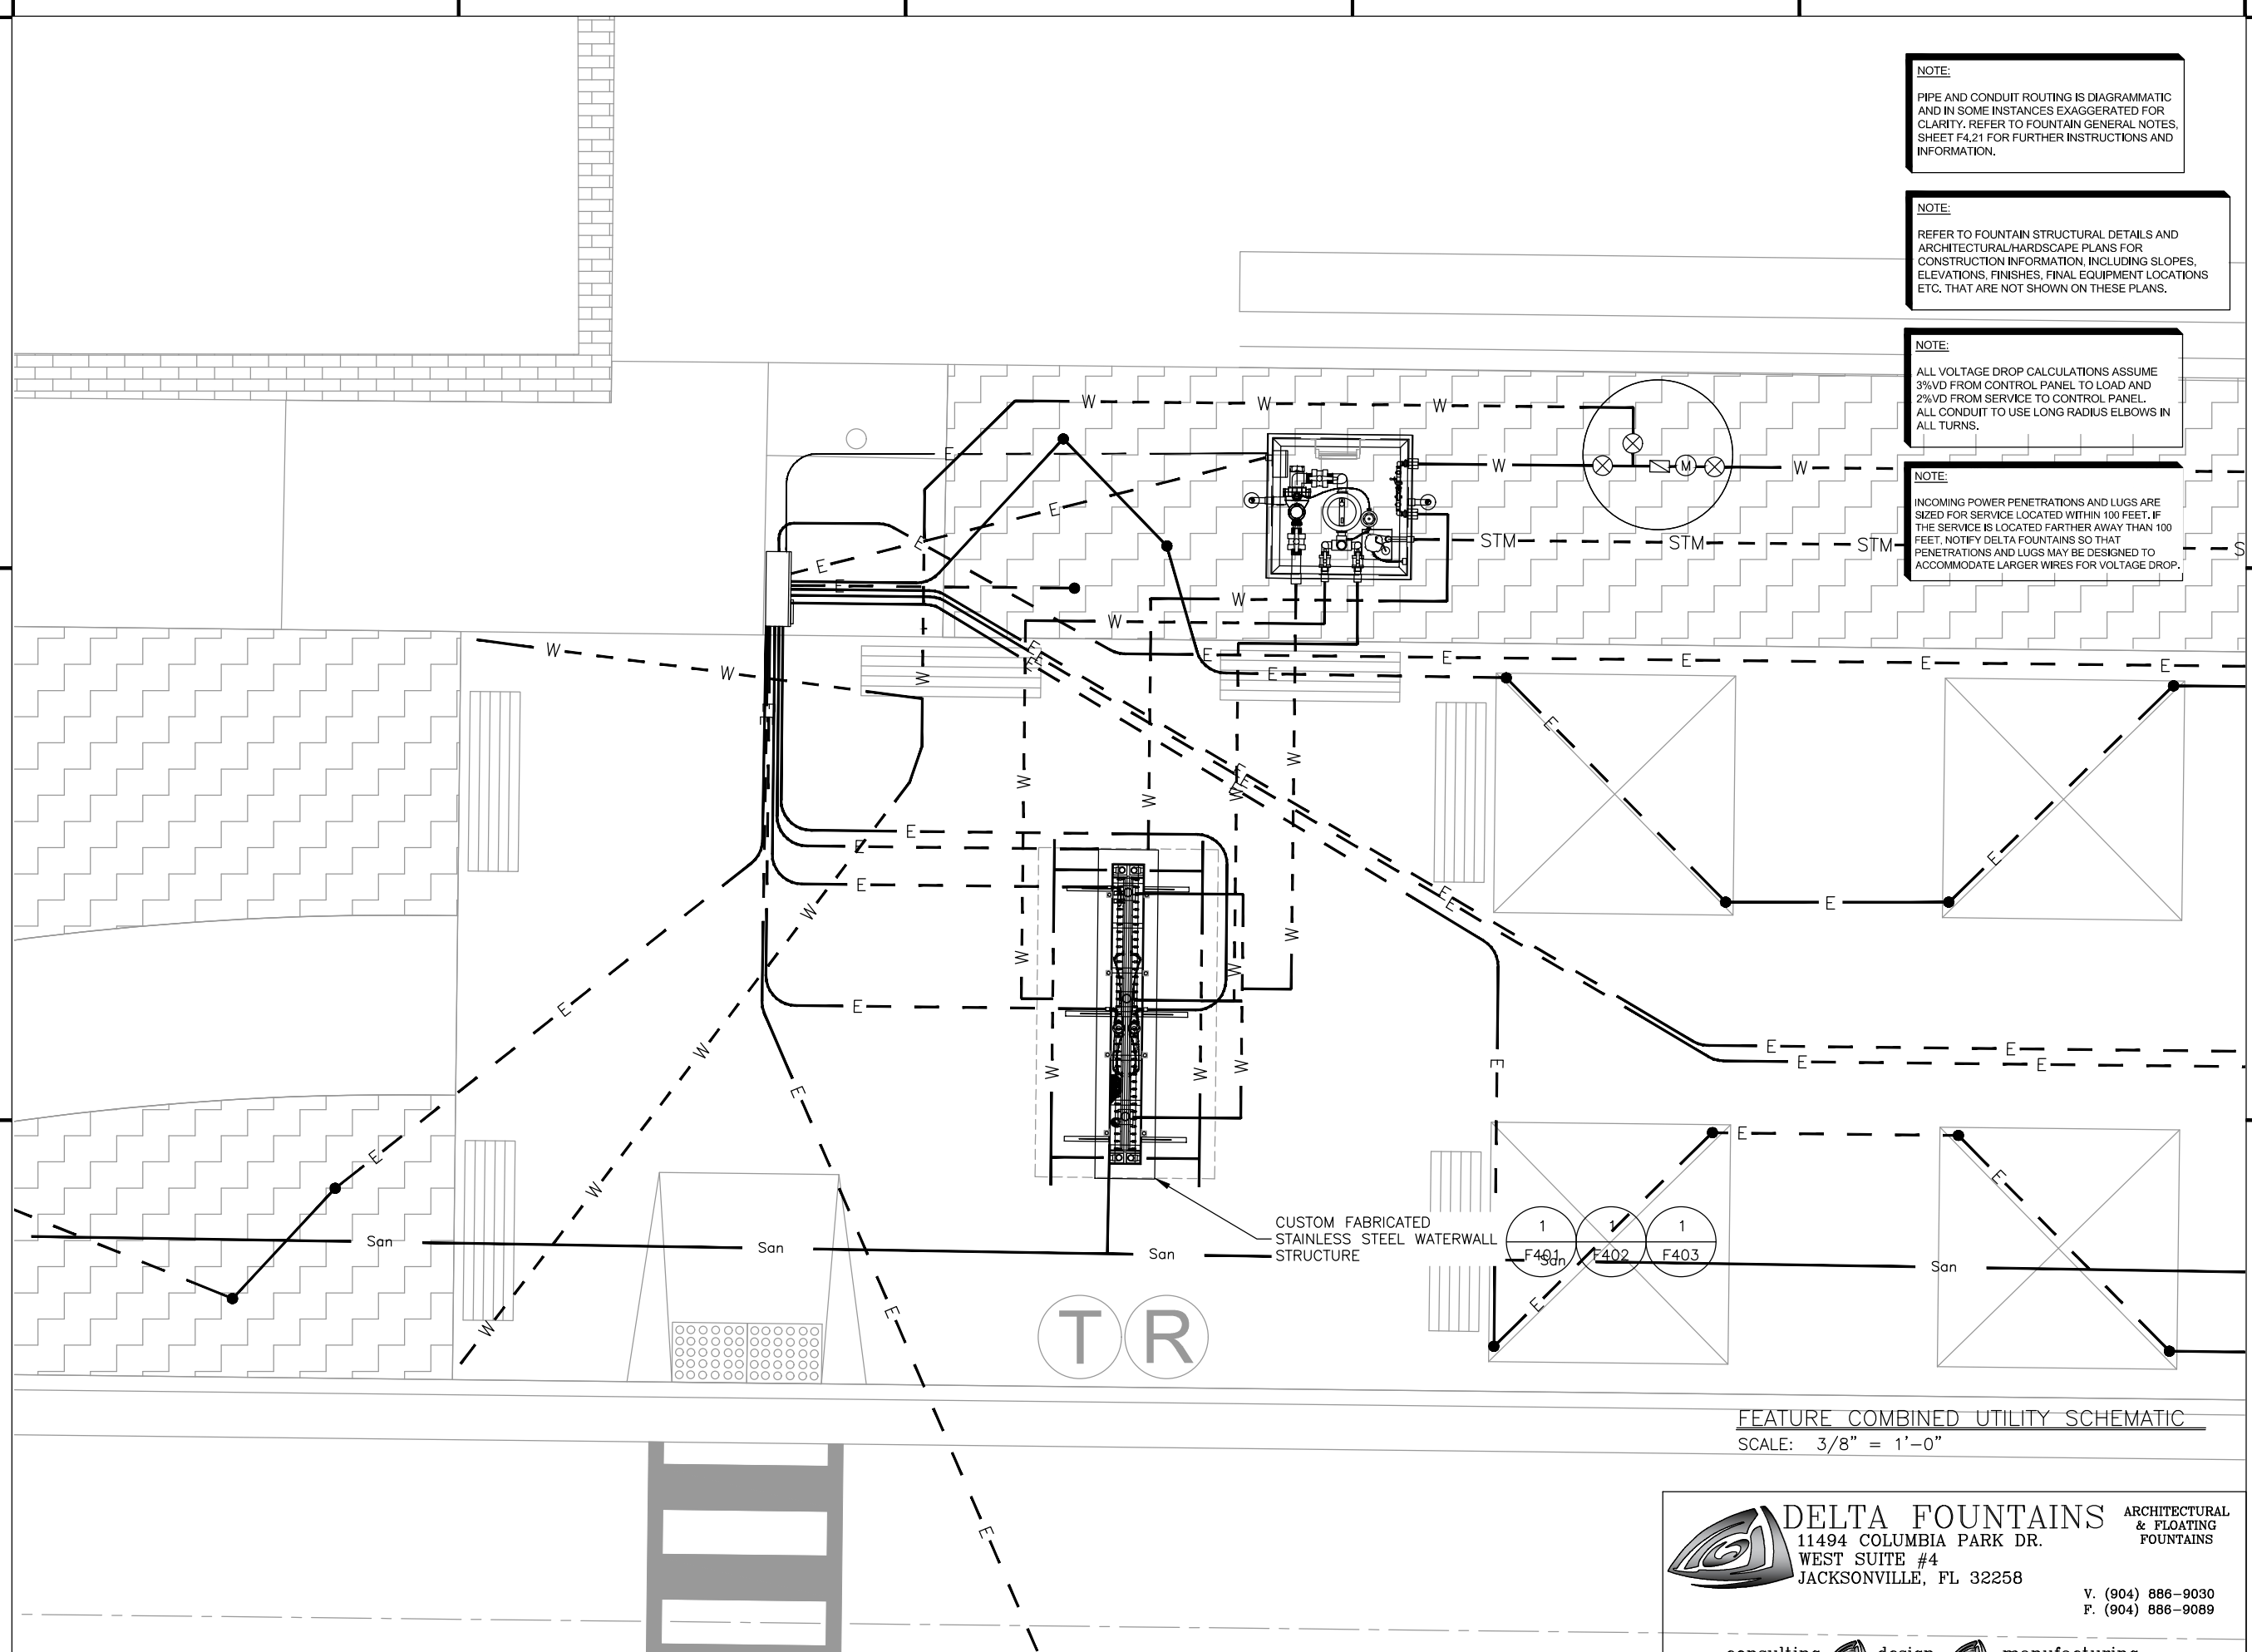 NOTE:
PIPE AND CONDUIT ROUTING IS DIAGRAMMATIC
AND IN SOME INSTANCES EXAGGERATED FOR
CLARITY. REFER TO FOUNTAIN GENERAL NOTES,
SHEET F4.21 FOR FURTHER INSTRUCTIONS AND
INFORMATION.
NOTE:
REFER TO FOUNTAIN STRUCTURAL DETAILS AND
ARCHITECTURAL/HARDSCAPE PLANS FOR
CONSTRUCTION INFORMATION, INCLUDING SLOPES,
ELEVATIONS, FINISHES, FINAL EQUIPMENT LOCATIONS
ETC. THAT ARE NOT SHOWN ON THESE PLANS.
NOTE:
ALL VOLTAGE DROP CALCULATIONS ASSUME
3%VD FROM CONTROL PANEL TO LOAD AND
2%VD FROM SERVICE TO CONTROL PANEL.
ALL CONDUIT TO USE LONG RADIUS ELBOWS IN
ALL TURNS.
NOTE:
INCOMING POWER PENETRATIONS AND LUGS ARE
SIZED FOR SERVICE LOCATED WITHIN 100 FEET. IF
THE SERVICE IS LOCATED FARTHER AWAY THAN 100
FEET, NOTIFY DELTA FOUNTAINS SO THAT
PENETRATIONS AND LUGS MAY BE DESIGNED TO
ACCOMMODATE LARGER WIRES FOR VOLTAGE DROP.
W W W
E
W M W
E
STM STM STM S
E E
E
W W
W W E E E E E
E E
W W
E E
W W W W
E E
E E
E E
W
W W W
E E
E E E
W W W W E
E
E
W
San San San San San
CUSTOM FABRICATED
STAINLESS STEEL WATERWALL
STRUCTURE
1 1 1
F401 F402 F403
E
E
W
E
T R
E
FEATURE COMBINED UTILITY SCHEMATIC
SCALE: 3/8" = 1'-0"
DELTA FOUNTAINS
ARCHITECTURAL
& FLOATING
FOUNTAINS
11494 COLUMBIA PARK DR.
WEST SUITE #4
JACKSONVILLE, FL 32258
V. (904) 886-9030
F. (904) 886-9089
consulting design manufacturing